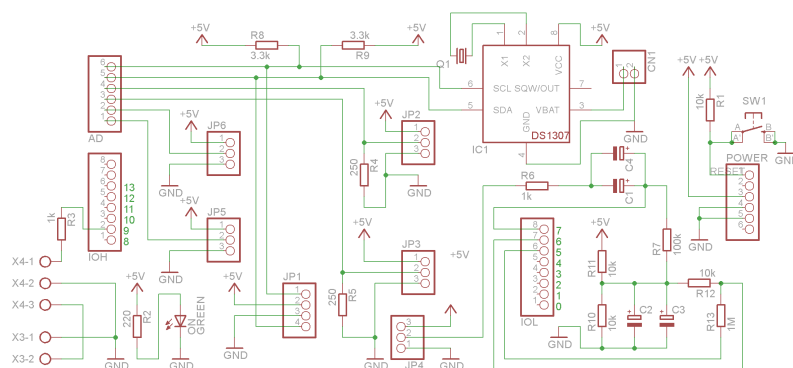 +5V R8 3.3k
3.3k R9 +5V
Q1
1 2 8
X1 X2 VCC
+5V
CN1
1 2
+5V +5V
6 SCL SQW/OUT 7
5 SDA VBAT 3
GND
4
DS1307
IC1
GND
R1 10k
SW1
A B
A' B'
GND
6
5
4
3
2
1
AD
+5V
JP6
1
2
3
GND
+5V
JP2
1
2
3
GND
250 R4
C4
C1
R6
1k
POWER
RESET
1
2
3
4
5
6
GND
8
7
6
5
4
3
2
1
13
12
11
10
9
8
IOH
1k R3
+5V
JP5
1
2
3
GND
+5V
JP3
1
2
3
+5V
8
7
6
5
4
3
2
1
7
6
5
4
3
2
1
0
IOL
+5V
R7 100k
R11 10k
10k
R12
R10 10k
C2
C3
R13 1M
GND
X4-1
X4-2
X4-3
X3-1
X3-2
GND
+5V
220 R2
ON
GREEN
GND
+5V
JP1
1
2
3
4
GND
250 R5
GND
3
2
1
JP4
GND